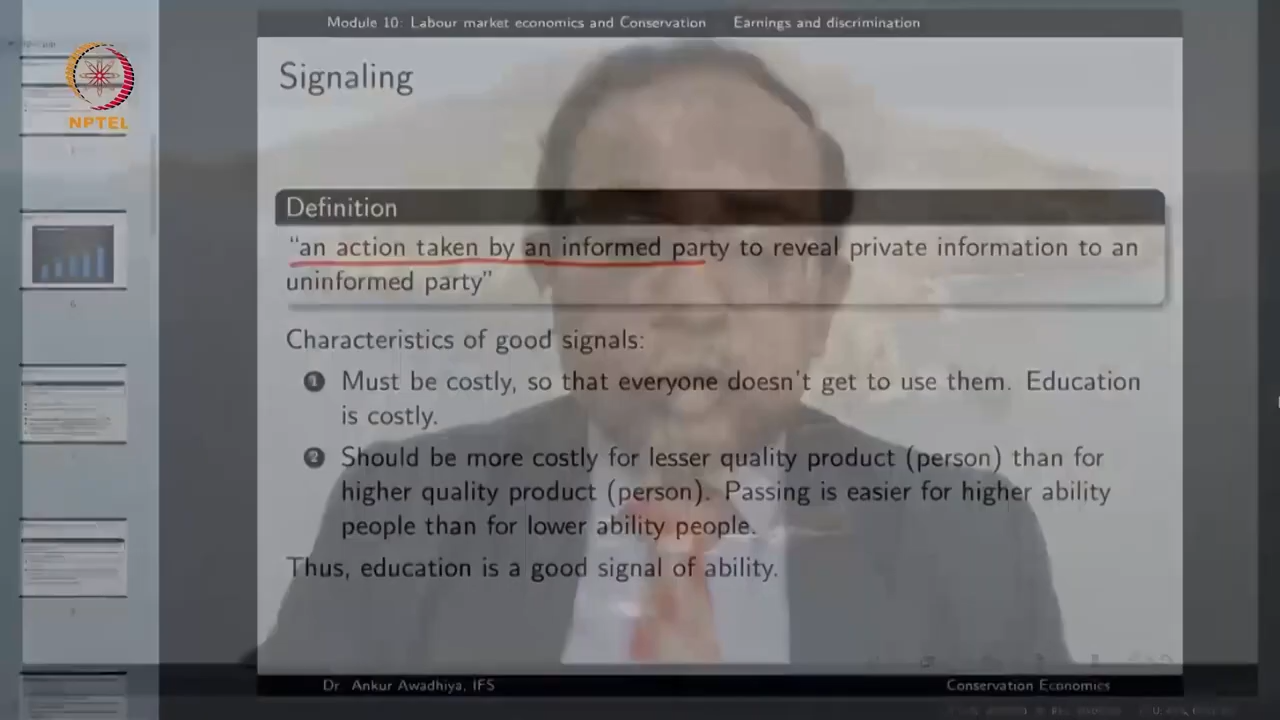 Module 10: Labour market economics and Conservation Earnings and discrimination
NPTEL
Signaling
Definition
“an action taken by an informed party to reveal private information to an
uninformed party”
Characteristics of good signals:
1 Must be costly, so that everyone doesn't get to use them. Education
is costly.
2 Should be more costly for lesser quality product (person) than for
higher quality product (person). Passing is easier for higher ability
people than for lower ability people.
Thus, education is a good signal of ability.
Dr. Ankur Awadhiya, IFS Conservation Economics